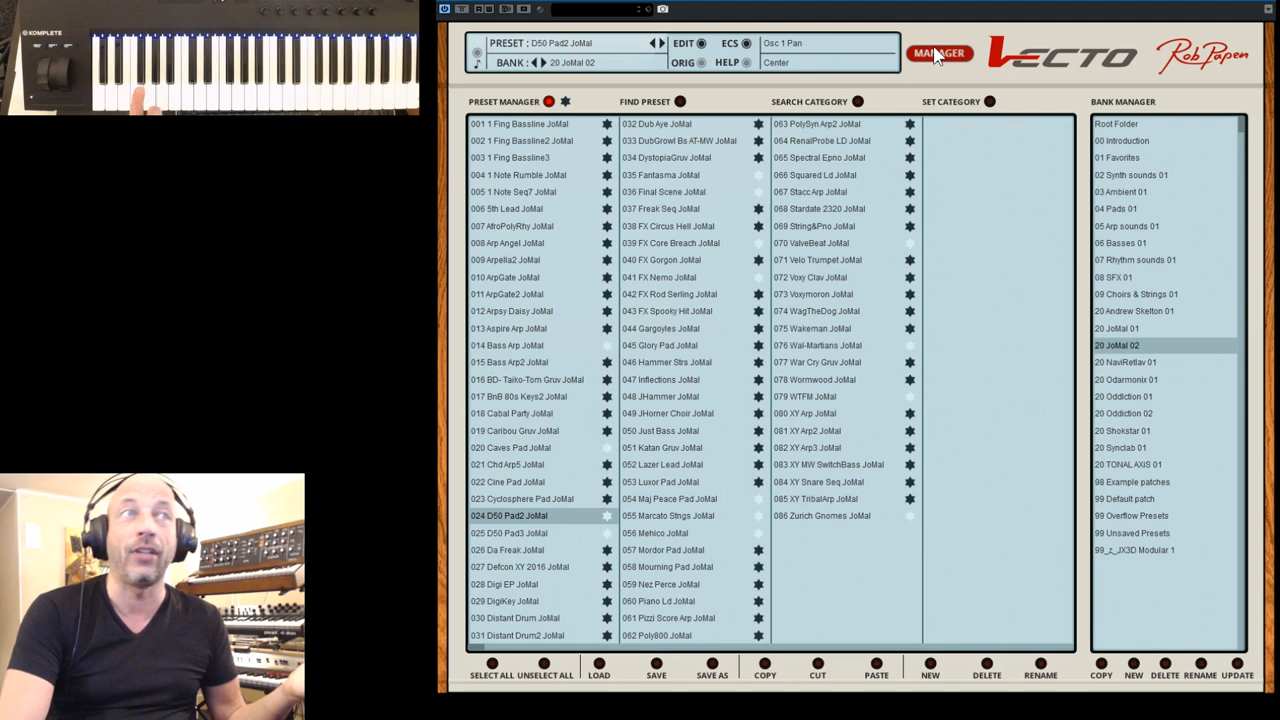 KOMPLETE
PRESET : D50 Pad2 JoMal
EDIT
ECS
Osc 1 Pan
BANK : 20 JoMal 02
ORIG
HELP
Center
MANAGER
VECTO
Rob Papen
PRESET MANAGER
FIND PRESET
SEARCH CATEGORY
SET CATEGORY
BANK MANAGER
001 1 Fing Bassline JoMal
002 1 Fing Bassline2 JoMal
003 1 Fing Bassline3
004 1 Note Rumble JoMal
005 1 Note Seq7 JoMal
006 5th Lead JoMal
007 AfroPolyRhy JoMal
008 Arp Angel JoMal
009 Arpella2 JoMal
010 ArpGate JoMal
011 ArpGate2 JoMal
012 Arpsy Daisy JoMal
013 Aspire Arp JoMal
014 Bass Arp JoMal
015 Bass Arp2 JoMal
016 BD- Taiko-Tom Gruv JoMal
017 BnB 80s Keys2 JoMal
018 Cabal Party JoMal
019 Caribou Gruv JoMal
020 Caves Pad JoMal
021 Chd Arp5 JoMal
022 Cine Pad JoMal
023 Cyclosphere Pad JoMal
024 D50 Pad2 JoMal
025 D50 Pad3 JoMal
026 Da Freak JoMal
027 Defcon XY 2016 JoMal
028 Digi EP JoMal
029 DigiKey JoMal
030 Distant Drum JoMal
031 Distant Drum2 JoMal
032 Dub Aye JoMal
033 DubGrowl Bs AT-MW JoMal
034 DystopiaGruv JoMal
035 Fantasma JoMal
036 Final Scene JoMal
037 Freak Seq JoMal
038 FX Circus Hell JoMal
039 FX Core Breach JoMal
040 FX Gorgon JoMal
041 FX Nemo JoMal
042 FX Rod Serling JoMal
043 FX Spooky Hit JoMal
044 Gargoyles JoMal
045 Glory Pad JoMal
046 Hammer Strs JoMal
047 Inflections JoMal
048 JHammer JoMal
049 JHorner Choir JoMal
050 Just Bass JoMal
051 Katan Gruv JoMal
052 Lazer Lead JoMal
053 Luxor Pad JoMal
054 Maj Peace Pad JoMal
055 Marcato Stngs JoMal
056 Mehico JoMal
057 Mordor Pad JoMal
058 Mourning Pad JoMal
059 Nez Perce JoMal
060 Piano Ld JoMal
061 Pizzi Score Arp JoMal
062 Poly800 JoMal
063 PolySyn Arp2 JoMal
064 RenalProbe LD JoMal
065 Spectral Epno JoMal
066 Squared Ld JoMal
067 StaccArp JoMal
068 Stardate 2320 JoMal
069 String&Pno JoMal
070 ValveBeat JoMal
071 Velo Trumpet JoMal
072 Voxy Clav JoMal
073 Voxymoron JoMal
074 WagTheDog JoMal
075 Wakeman JoMal
076 Wal-Martians JoMal
077 War Cry Gruv JoMal
078 Wormwood JoMal
079 WTFM JoMal
080 XY Arp JoMal
081 XY Arp2 JoMal
082 XY Arp3 JoMal
083 XY MW SwitchBass JoMal
084 XY Snare Seq JoMal
085 XY TribalArp JoMal
086 Zurich Gnomes JoMal
Root Folder
00 Introduction
01 Favorites
02 Synth sounds 01
03 Ambient 01
04 Pads 01
05 Arp sounds 01
06 Basses 01
07 Rhythm sounds 01
08 SFX 01
09 Choirs & Strings 01
20 Andrew Skelton 01
20 JoMal 01
20 JoMal 02
20 NaviRetlav 01
20 Odarmonix 01
20 Oddiction 01
20 Oddiction 02
20 Shokstar 01
20 Synclab 01
20 TONAL AXiS 01
98 Example patches
99 Default patch
99 Overflow Presets
99 Unsaved Presets
99_z_JX3D Modular 1
SELECT ALL
UNSELECT ALL
LOAD
SAVE
SAVE AS
COPY
CUT
PASTE
NEW
DELETE
RENAME
COPY
NEW
DELETE
RENAME
UPDATE